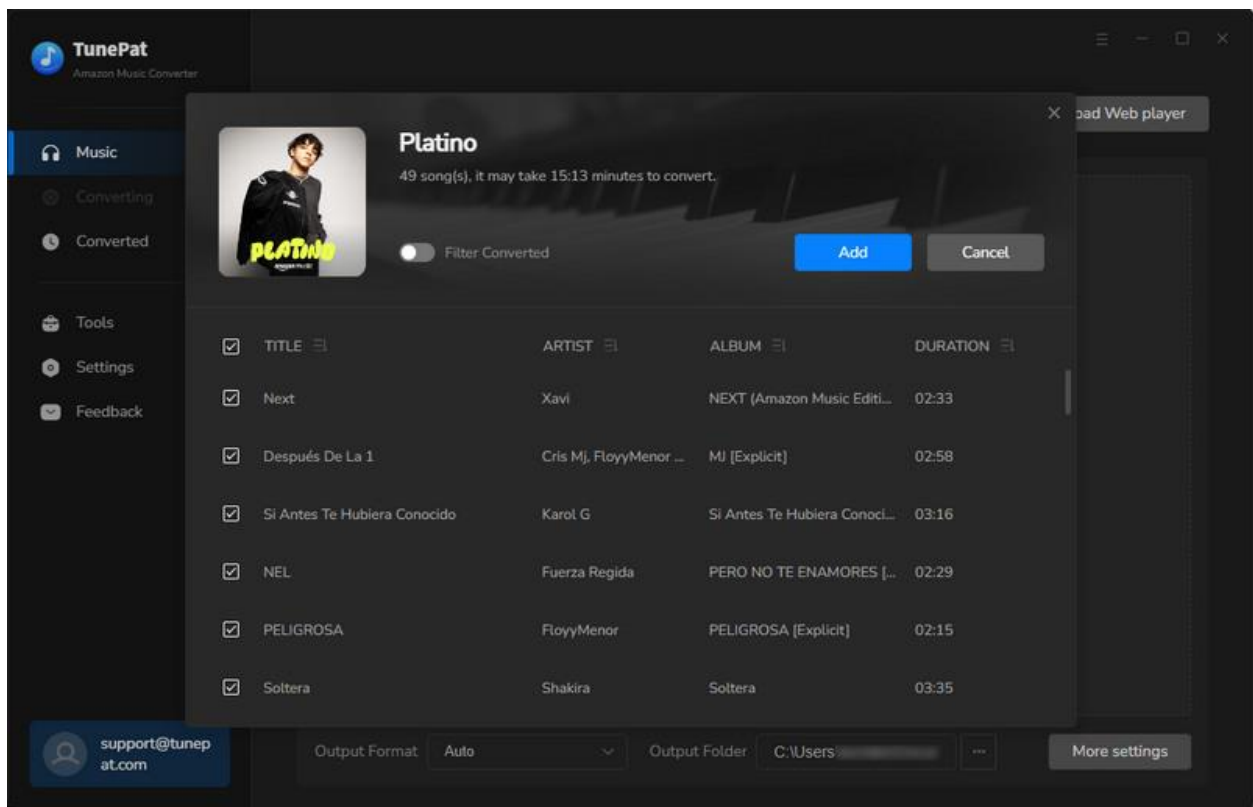 TunePat
Amazon Music Converter
oad Web player
Music
Converting
Converted
Tools
Settings
Feedback
support@tunep
at.com
PLATINO
Platino
49 song(s), it may take 15:13 minutes to convert.
Filter Converted
Add
Cancel
TITLE ARTIST ALBUM DURATION
Next Xavi NEXT (Amazon Music Editi... 02:33
Después De La 1 Cris Mj, FloyyMenor ... MJ [Explicit] 02:58
Si Antes Te Hubiera Conocido Karol G Si Antes Te Hubiera Conoci... 03:16
NEL Fuerza Regida PERO NO TE ENAMORES [... 02:29
PELIGROSA FloyyMenor PELIGROSA [Explicit] 02:15
Soltera Shakira Soltera 03:35
Output Format Auto Output Folder C:\Users ... More settings